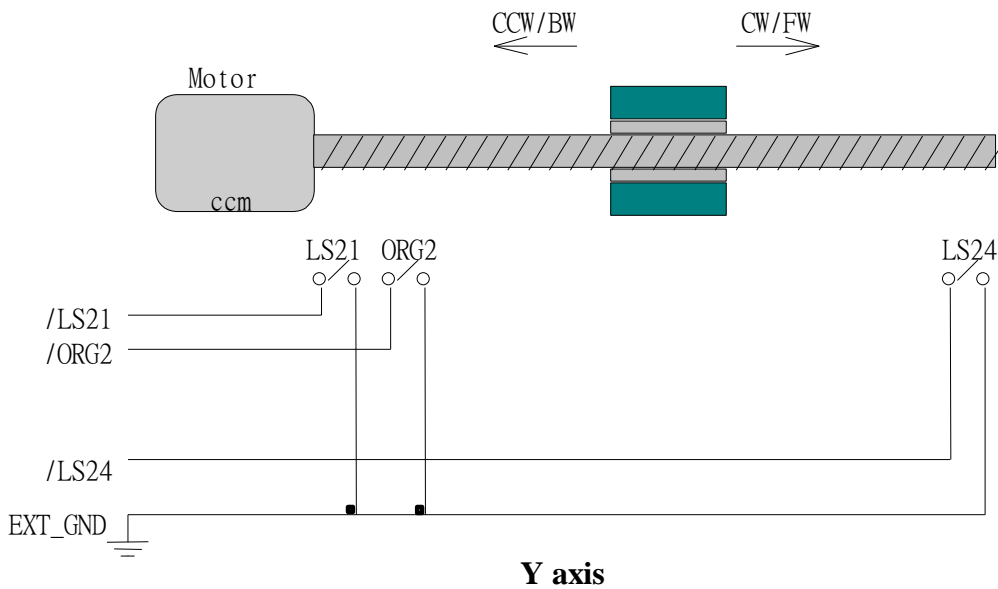 CCW/BW
CW/FW
Motor
ccm
LS21
ORG2
LS24
/LS21
/ORG2
/LS24
EXT_GND
Y axis